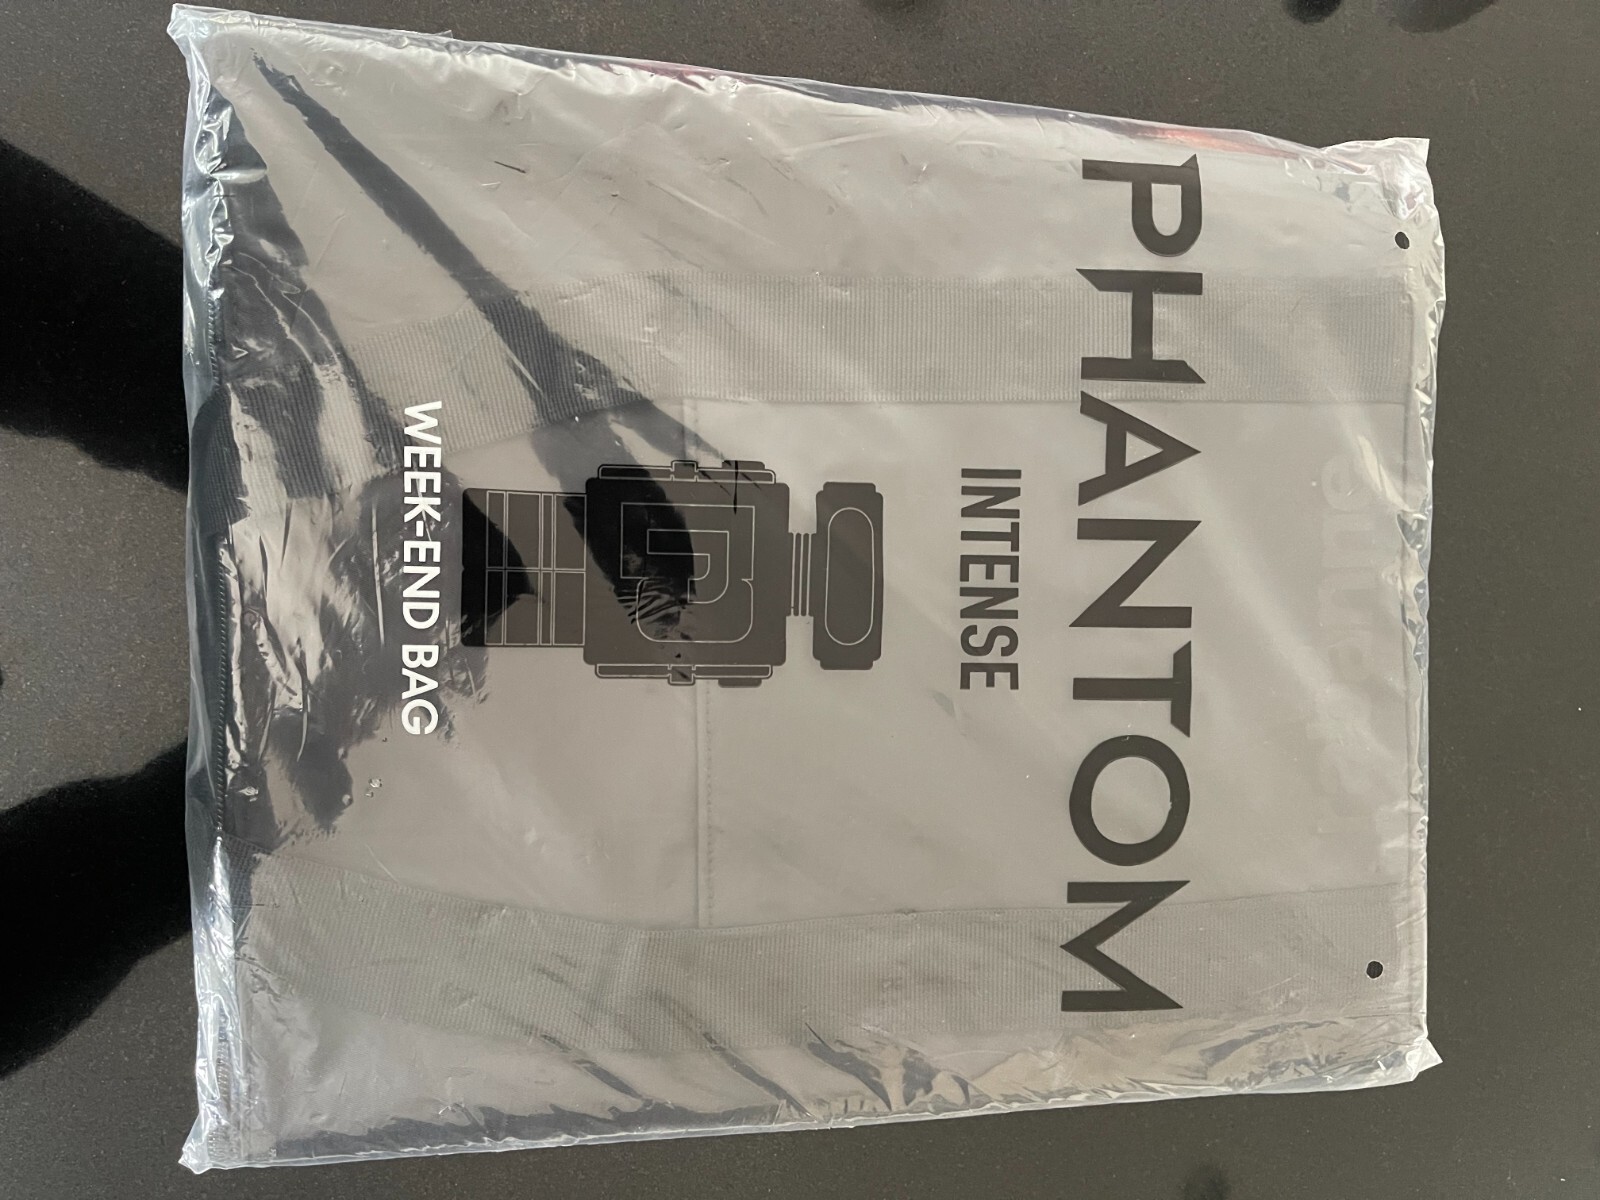 PHANTOM
INTENSE
WEEK-END BAG